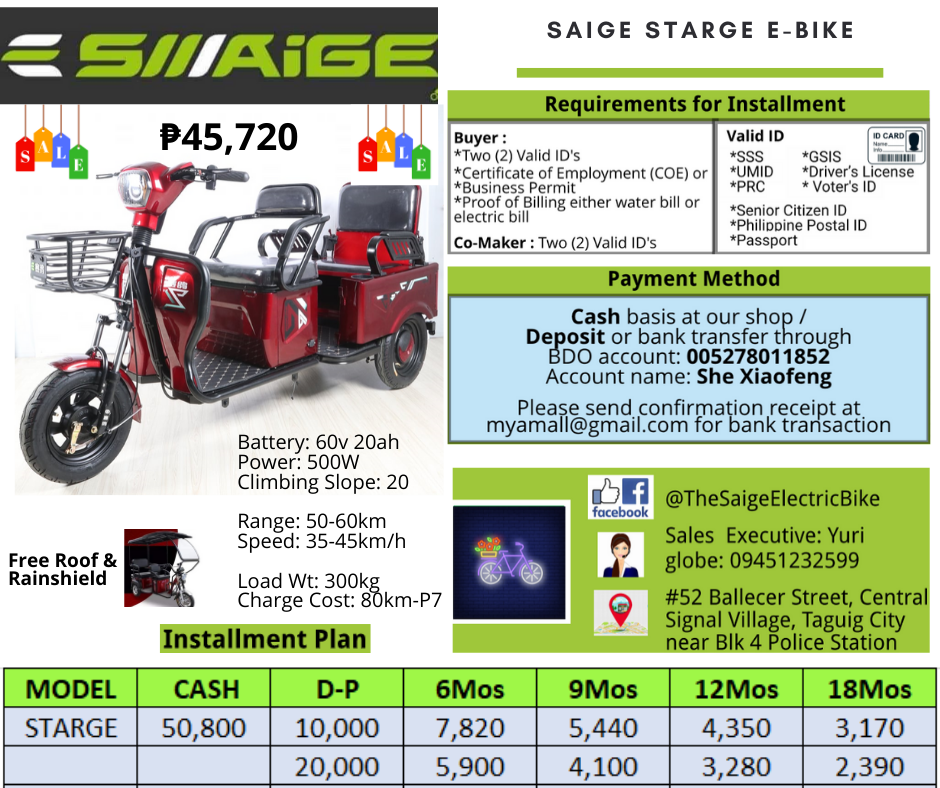 SMAiGE
SAIGE STARGE E-BIKE
SALE
₱45,720
SALE
Requirements for Installment
Buyer :
*Two (2) Valid ID's
*Certificate of Employment (COE) or
*Business Permit
*Proof of Billing either water bill or
electric bill
Co-Maker : Two (2) Valid ID's
Valid ID
ID CARD
Name
Info
*SSS *GSIS
*UMID *Driver's License
*PRC * Voter's ID
*Senior Citizen ID
*Philippine Postal ID
*Passport
Payment Method
Cash basis at our shop /
Deposit or bank transfer through
BDO account: 005278011852
Account name: She Xiaofeng
Please send confirmation receipt at
myamall@gmail.com for bank transaction
Battery: 60v 20ah
Power: 500W
Climbing Slope: 20
Range: 50-60km
Speed: 35-45km/h
Load Wt: 300kg
Charge Cost: 80km-P7
Free Roof &
Rainshield
facebook
@TheSaigeElectricBike
Sales Executive: Yuri
globe: 09451232599
#52 Ballecer Street, Central
Signal Village, Taguig City
near Blk 4 Police Station
Installment Plan
MODEL CASH D-P 6Mos 9Mos 12Mos 18Mos
STARGE 50,800 10,000 7,820 5,440 4,350 3,170
20,000 5,900 4,100 3,280 2,390